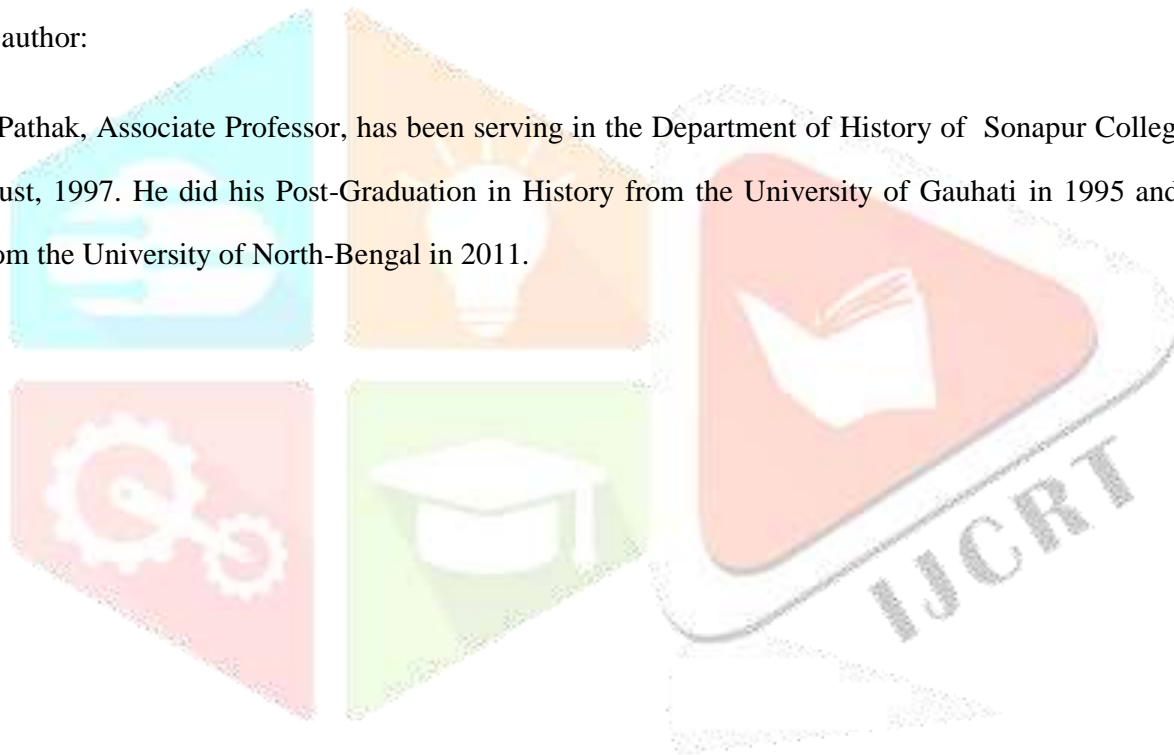 author:
Pathak, Associate Professor, has been serving in the Department of History of Sonapur Colleg
ust, 1997. He did his Post-Graduation in History from the University of Gauhati in 1995 and
om the University of North-Bengal in 2011.
IJCRT